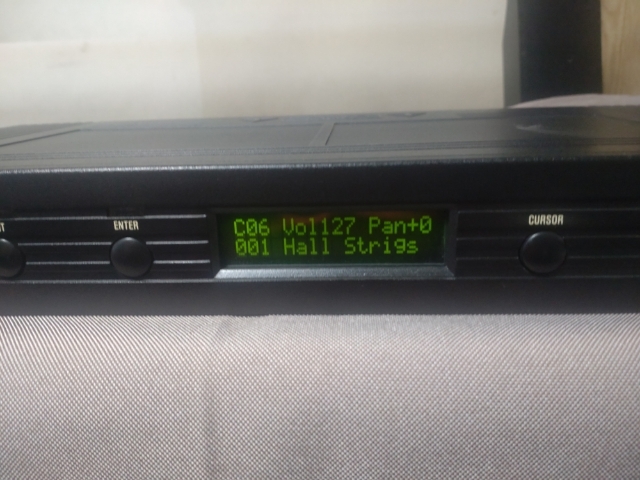 ENTER
C06 Vol127 Pan+0
001 Hall Strigs
CURSOR